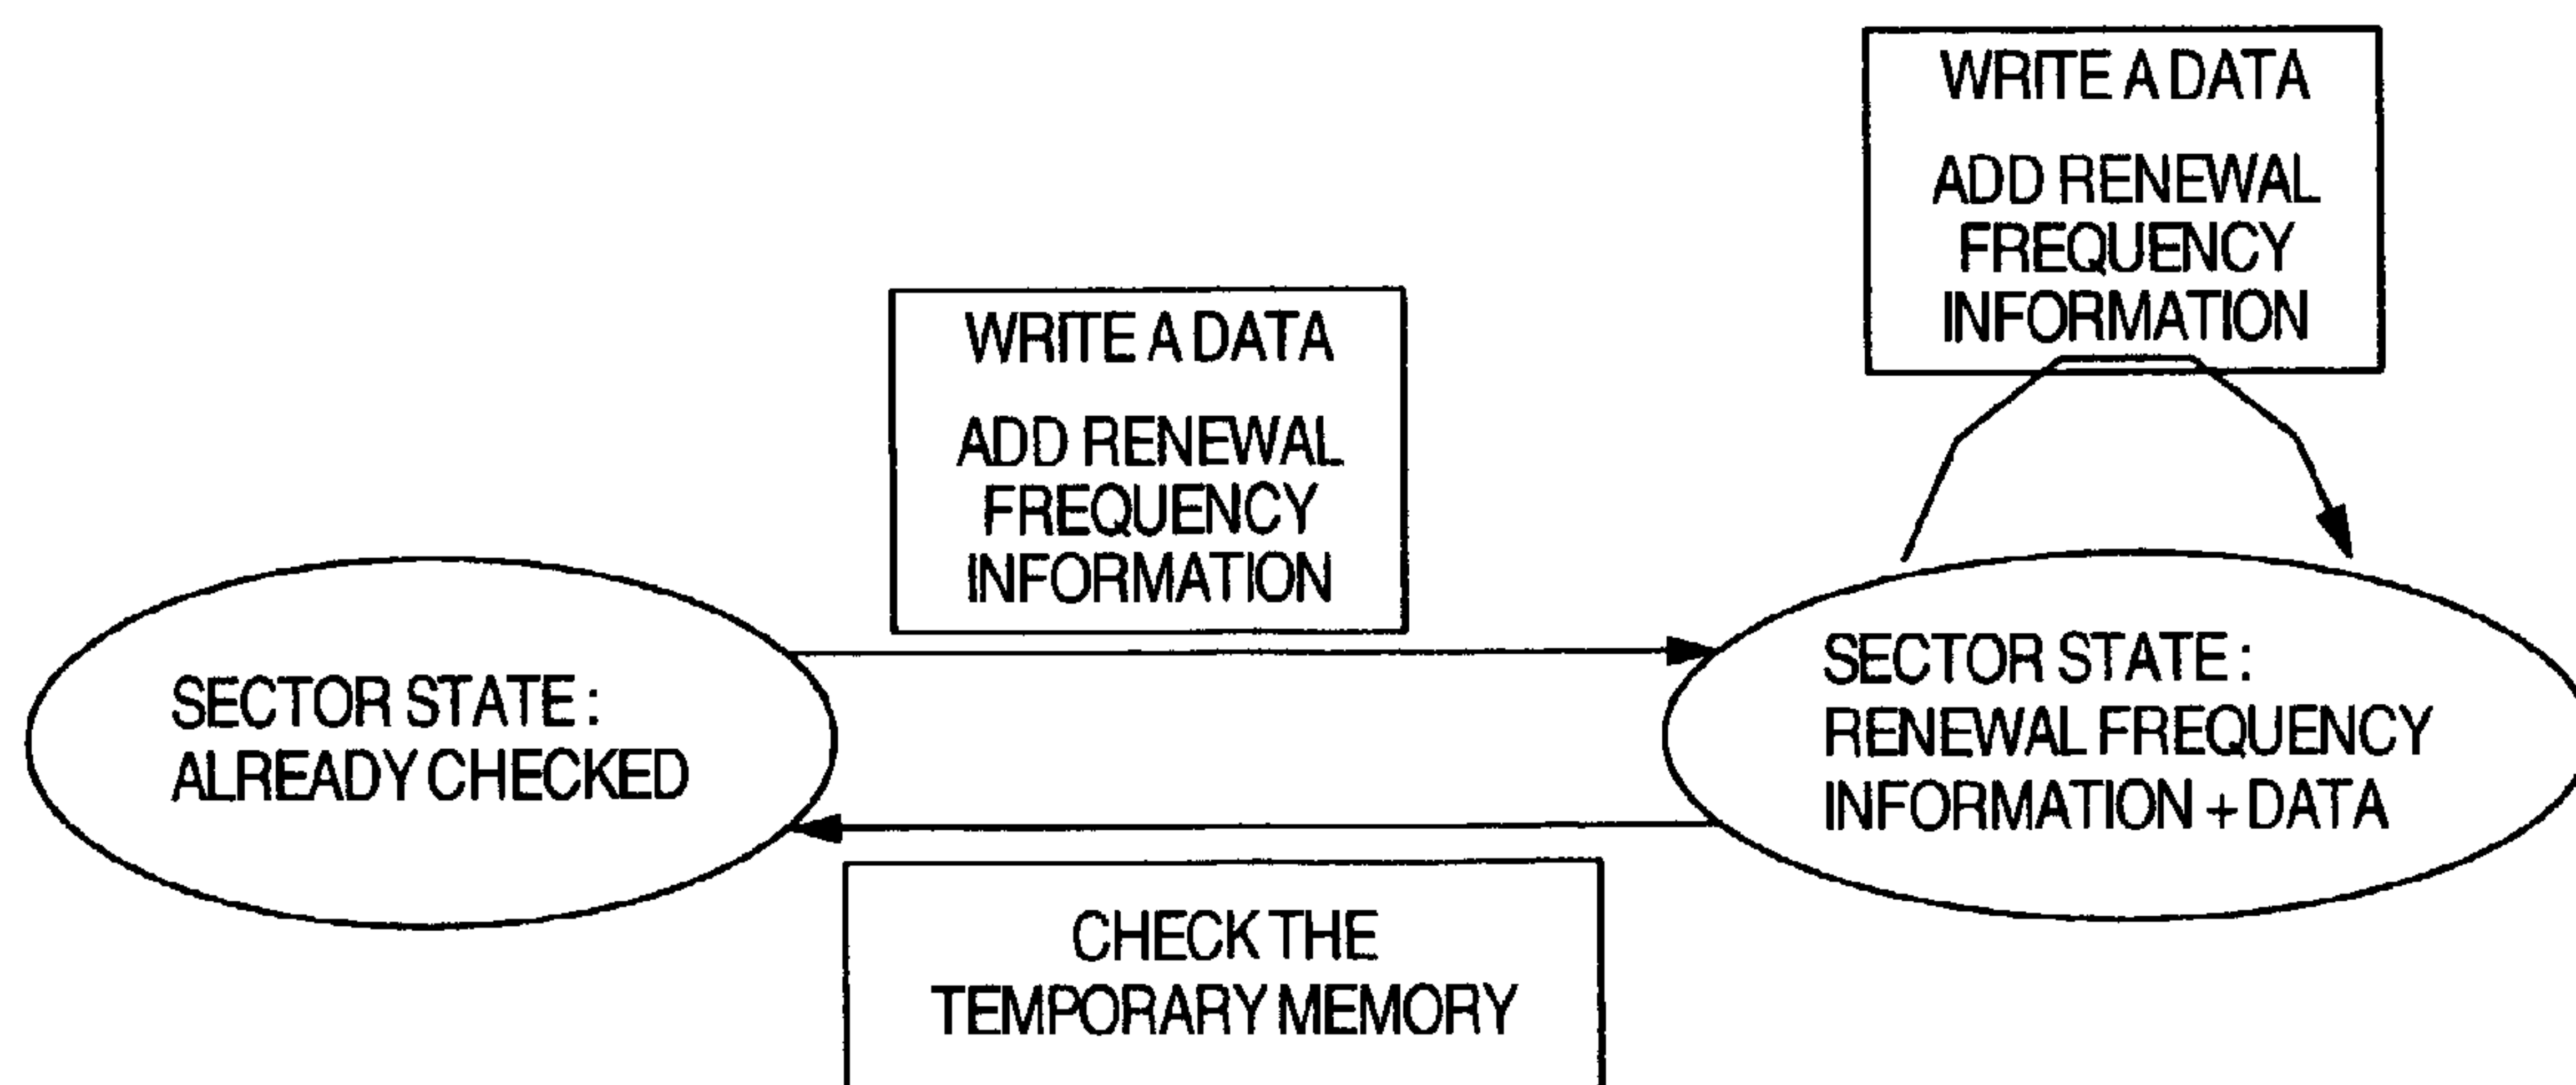 WRITE A DATA
ADD RENEWAL
FREQUENCY
INFORMATION
WRITE A DATA
ADD RENEWAL
FREQUENCY
INFORMATION
SECTOR STATE :
ALREADY CHECKED
SECTOR STATE :
RENEWAL FREQUENCY
INFORMATION + DATA
CHECK THE
TEMPORARY MEMORY